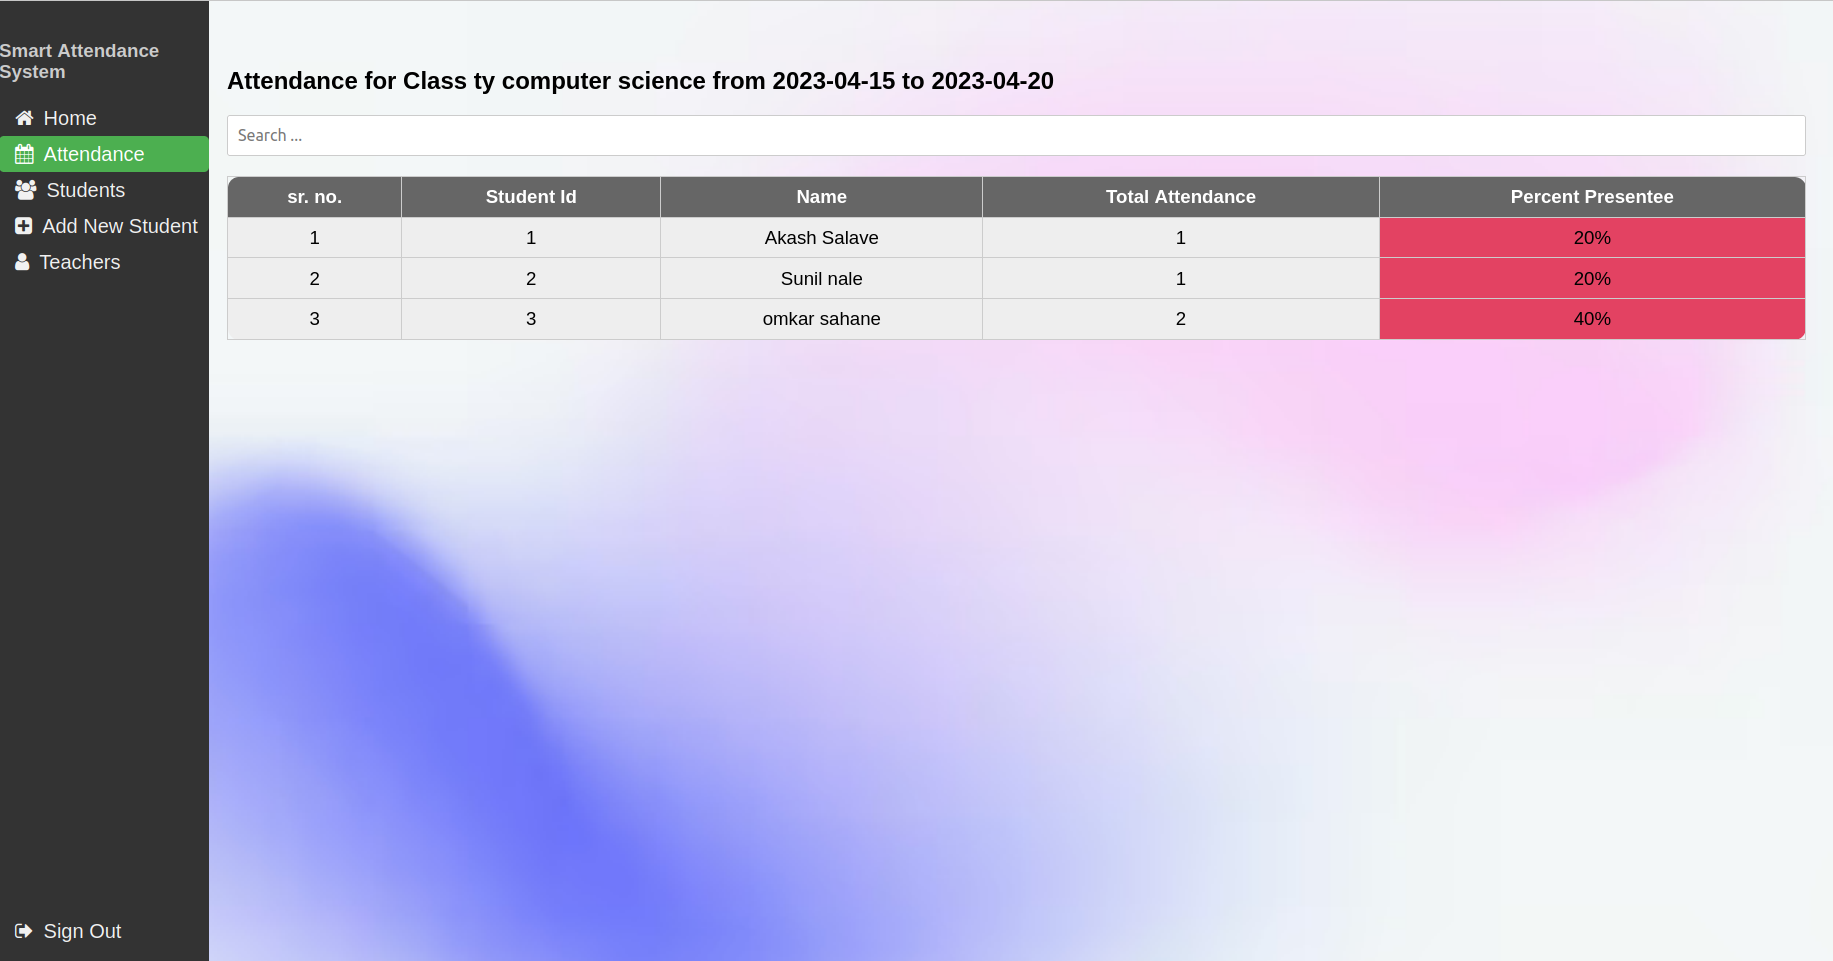 Smart Attendance
System
Home
Attendance
Students
Add New Student
Teachers
Sign Out
Attendance for Class ty computer science from 2023-04-15 to 2023-04-20
Search ...
sr. no. Student Id Name Total Attendance Percent Presentee
1 1 Akash Salave 1 20%
2 2 Sunil nale 1 20%
3 3 omkar sahane 2 40%